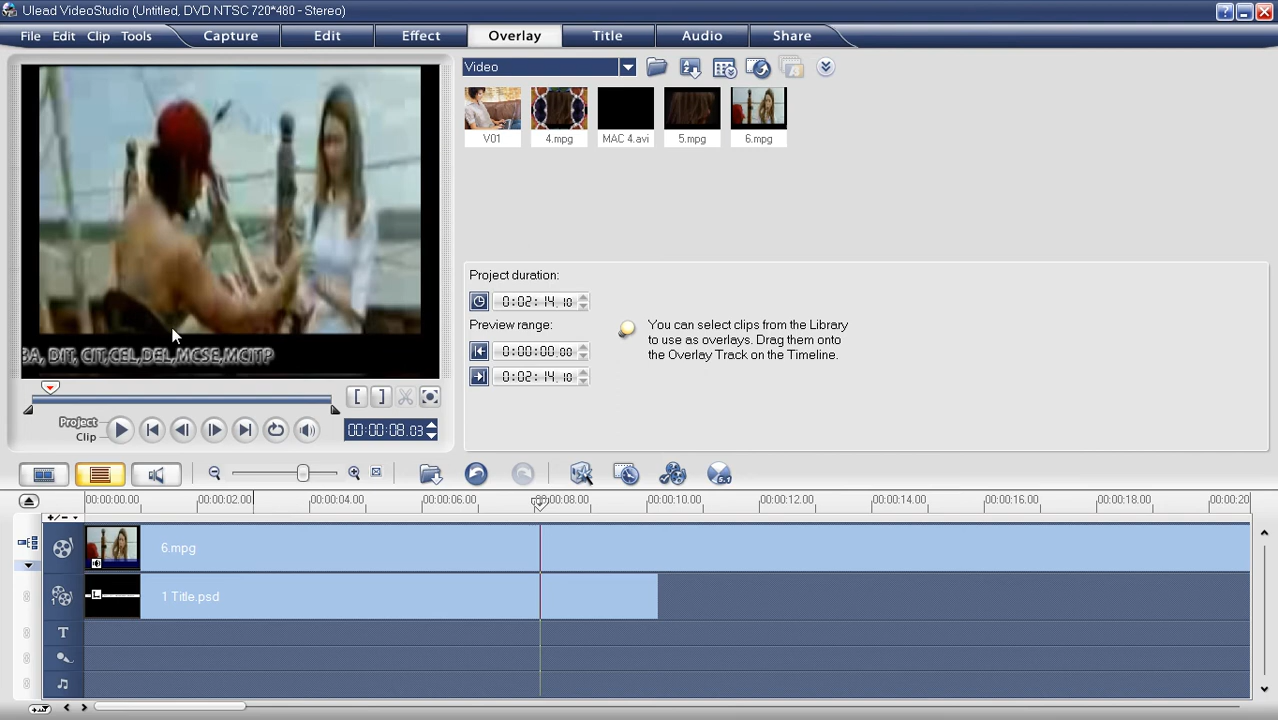 Ulead VideoStudio (Untitled, DVD NTSC 720*480 - Stereo)
File Edit Clip Tools Capture Edit Effect Overlay Title Audio Share
Video
V01 4.mpg MAC 4.avi 5.mpg 6.mpg
Project duration:
0:02:14.10
Preview range:
0:00:00.00
0:02:14.10
You can select clips from the Library
to use as overlays. Drag them onto
the Overlay Track on the Timeline.
BA, DIT, CIT,CEL,DEL,MCSE,MCITP
Project
Clip
00:00:08.03
5.1
00:00:00.00 00:00:02.00 00:00:04.00 00:00:06.00 00:00:08.00 00:00:10.00 00:00:12.00 00:00:14.00 00:00:16.00 00:00:18.00 00:00:20
6.mpg
1 Title.psd